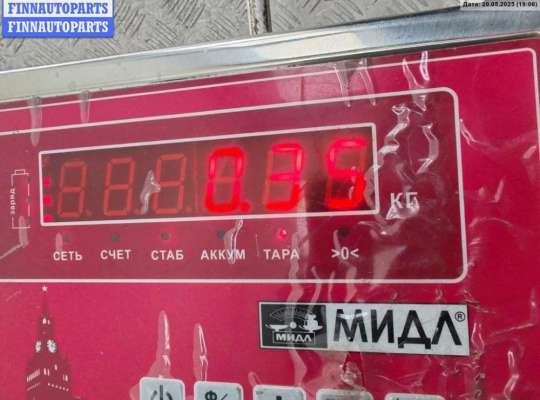 FINNAUTOPARTS
FINNAUTOPARTS
Дата: 20.05.2025 (19:06)
заряд
0.35
КГ
СЕТЬ СЧЕТ СТАБ АККУМ ТАРА >0<
МИДЛ МИДЛ®